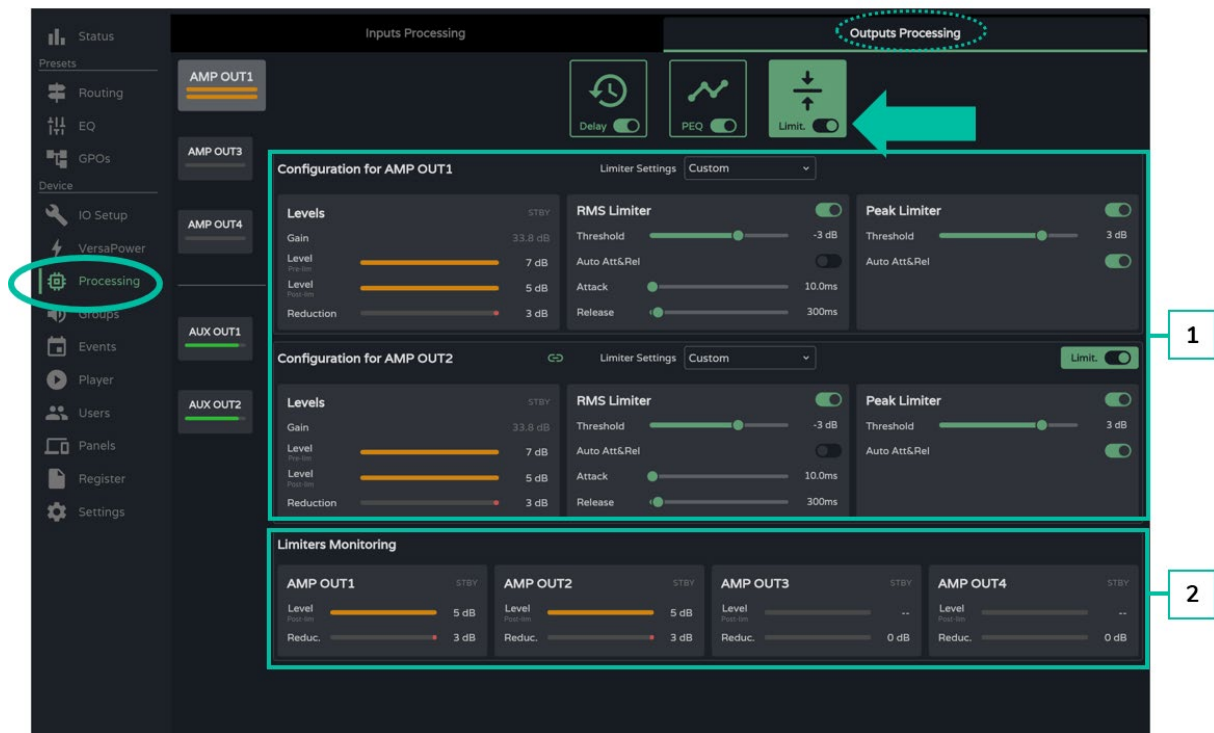 Inputs Processing
Outputs Processing
Status
Presets
Routing
EQ
GPOs
Device
IO Setup
VersaPower
Processing
Groups
Events
Player
Users
Panels
Register
Settings
AMP OUT1
AMP OUT3
AMP OUT4
AUX OUT1
AUX OUT2
Delay
PEQ
Limit.
Configuration for AMP OUT1
Limiter Settings Custom
Levels STBY
Gain 33.8 dB
Level 7 dB
Pre-lim
Level 5 dB
Post-lim
Reduction 3 dB
RMS Limiter
Threshold -3 dB
Auto Att&Rel
Attack 10.0ms
Release 300ms
Peak Limiter
Threshold 3 dB
Auto Att&Rel
1
Configuration for AMP OUT2
Limiter Settings Custom
Limit.
Levels STBY
Gain 33.8 dB
Level 7 dB
Pre-lim
Level 5 dB
Post-lim
Reduction 3 dB
RMS Limiter
Threshold -3 dB
Auto Att&Rel
Attack 10.0ms
Release 300ms
Peak Limiter
Threshold 3 dB
Auto Att&Rel
Limiters Monitoring
AMP OUT1 STBY
Level 5 dB
Post-lim
Reduc. 3 dB
AMP OUT2 STBY
Level 5 dB
Post-lim
Reduc. 3 dB
AMP OUT3 STBY
Level --
Post-lim
Reduc. 0 dB
AMP OUT4 STBY
Level --
Post-lim
Reduc. 0 dB
2